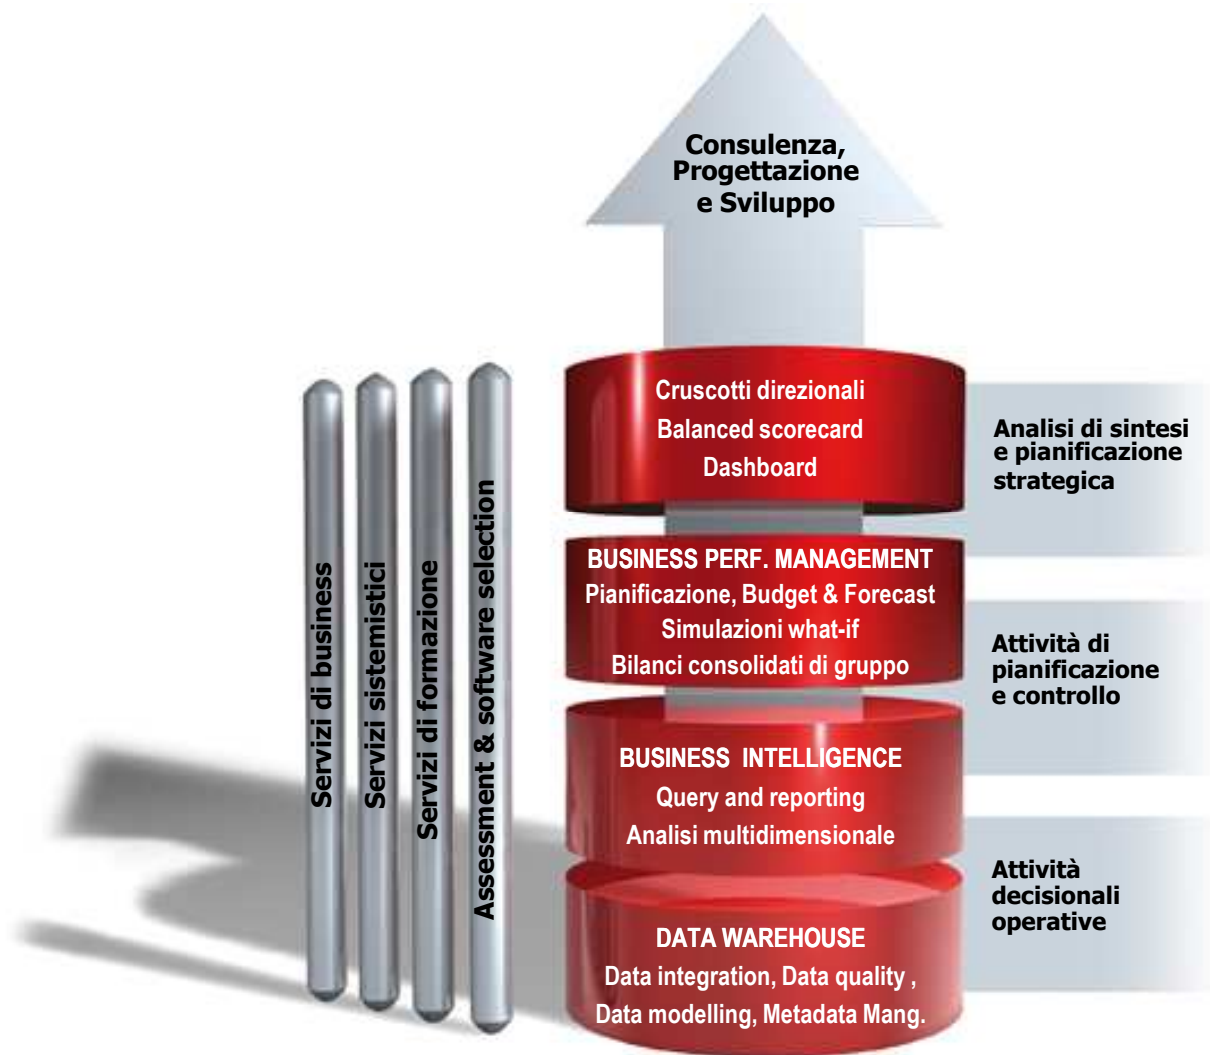 Consulenza,
Progettazione
e Sviluppo
Servizi di business
Servizi sistemistici
Servizi di formazione
Assessment & software selection
Cruscotti direzionali
Balanced scorecard
Dashboard
Analisi di sintesi
e pianificazione
strategica
BUSINESS PERF. MANAGEMENT
Pianificazione, Budget & Forecast
Simulazioni what-if
Bilanci consolidati di gruppo
Attività di
pianificazione
e controllo
BUSINESS INTELLIGENCE
Query and reporting
Analisi multidimensionale
Attività
decisionali
operative
DATA WAREHOUSE
Data integration, Data quality ,
Data modelling, Metadata Mang.